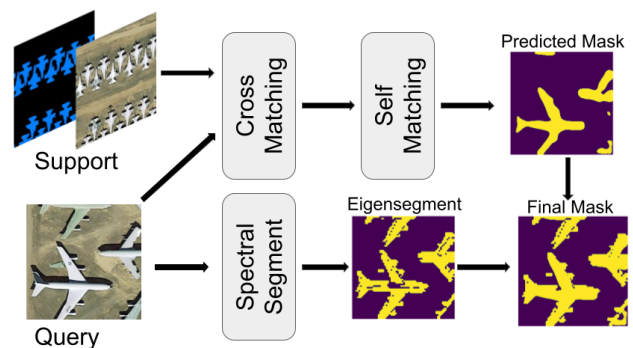 Support
Query
Cross
Matching
Self
Matching
Spectral
Segment
Predicted Mask
Eigensegment
Final Mask